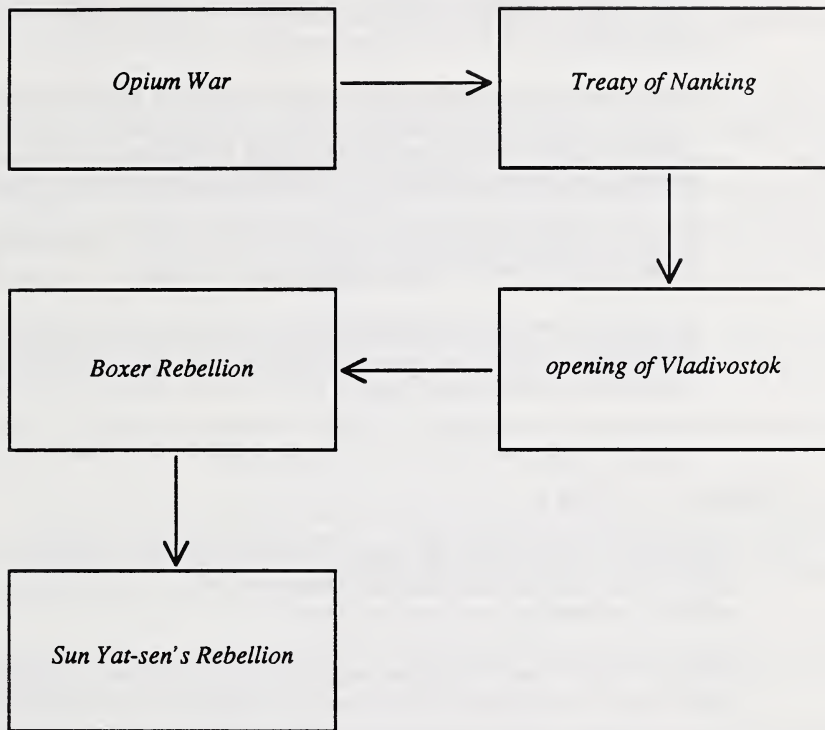 Opium War
Treaty of Nanking
opening of Vladivostok
Boxer Rebellion
Sun Yat-sen's Rebellion